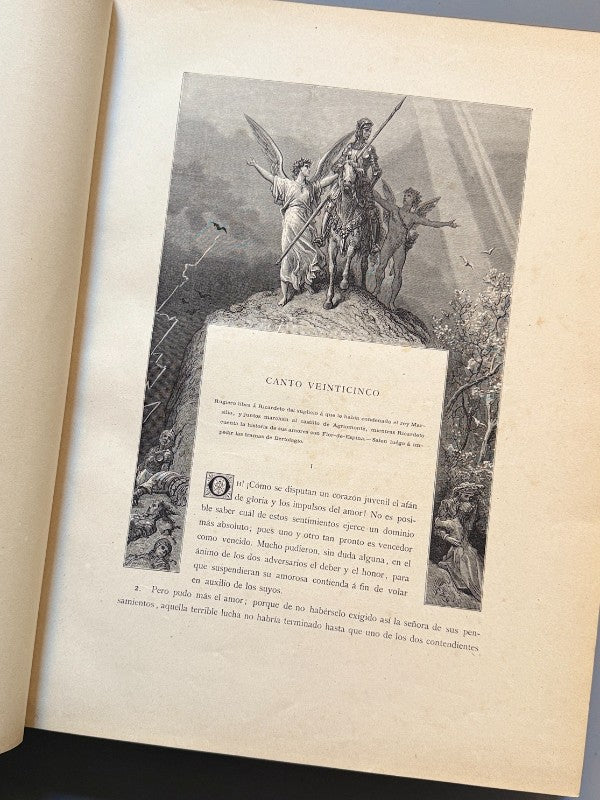 CANTO VEINTICINCO
Rugiero libra á Ricardeto del suplicio á que le había condenado el rey Mar-
silio, y juntos marchan al castillo de Agramonte, mientras Ricardeto
cuenta la historia de sus amores con Flor-de-Espina.—Salen luego á im-
pedir las tramas de Bertolagio.
I
OH! ¡Cómo se disputan un corazón juvenil el afán
de gloria y los impulsos del amor! No es posi-
ble saber cuál de estos sentimientos ejerce un dominio
más absoluto; pues uno y otro tan pronto es vencedor
como vencido. Mucho pudieron, sin duda alguna, en el
ánimo de los dos adversarios el deber y el honor, para
que suspendieran su amorosa contienda á fin de volar
en auxilio de los suyos.
2. Pero pudo más el amor; porque de no habérselo exigido así la señora de sus pen-
samientos, aquella terrible lucha no habría terminado hasta que uno de los dos contendientes